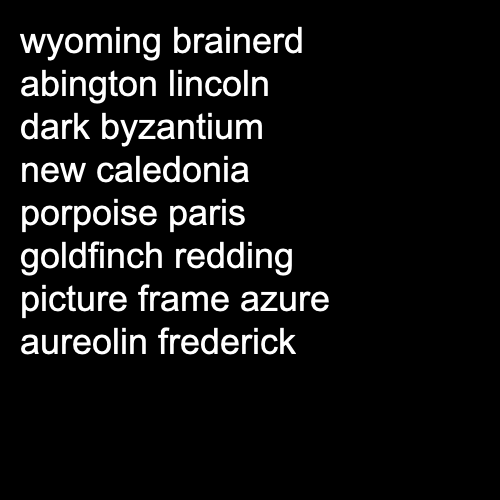 wyoming brainerd
abington lincoln
dark byzantium
new caledonia
porpoise paris
goldfinch redding
picture frame azure
aureolin frederick